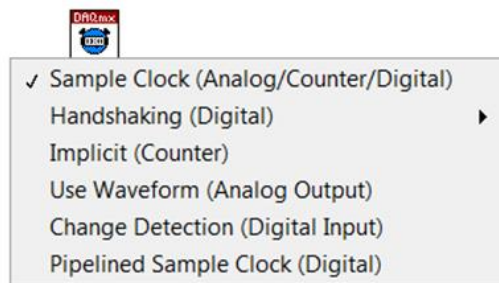 DAQmx
✓ Sample Clock (Analog/Counter/Digital)
Handshaking (Digital)
Implicit (Counter)
Use Waveform (Analog Output)
Change Detection (Digital Input)
Pipelined Sample Clock (Digital)